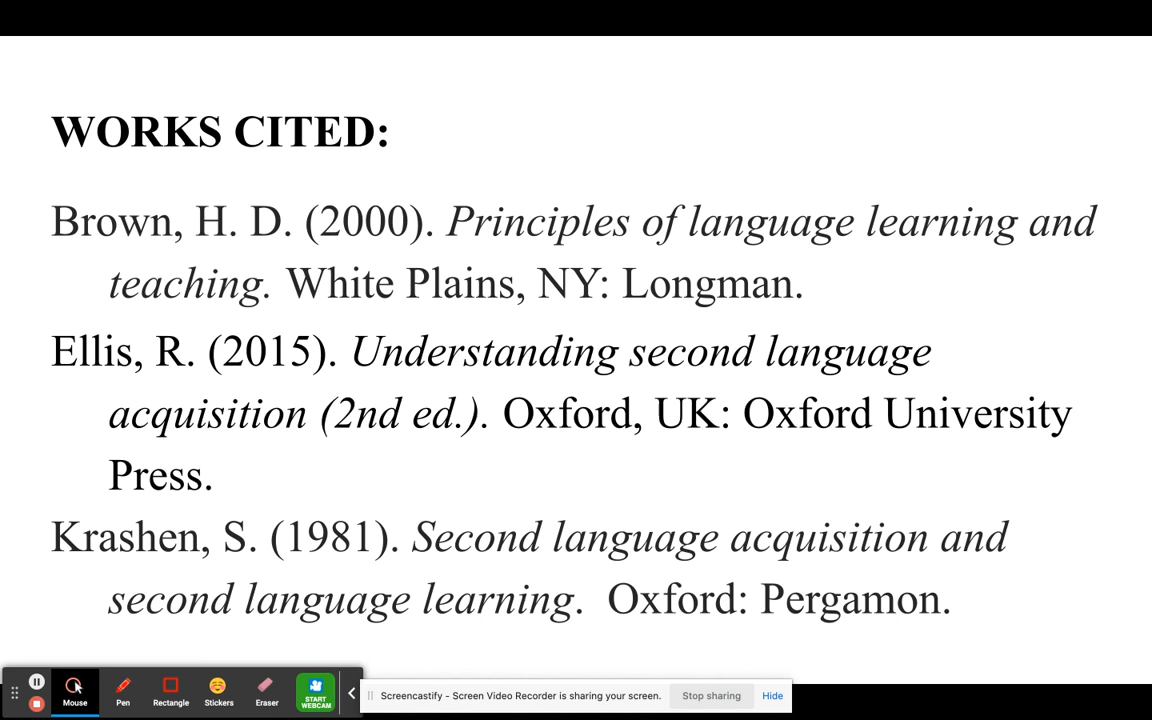 WORKS CITED:
Brown, H. D. (2000). Principles of language learning and
teaching. White Plains, NY: Longman.
Ellis, R. (2015). Understanding second language
acquisition (2nd ed.). Oxford, UK: Oxford University
Press.
Krashen, S. (1981). Second language acquisition and
second language learning.  Oxford: Pergamon.
Mouse Pen Rectangle Stickers Eraser START
WEBCAM
Screencastify - Screen Video Recorder is sharing your screen. Stop sharing Hide